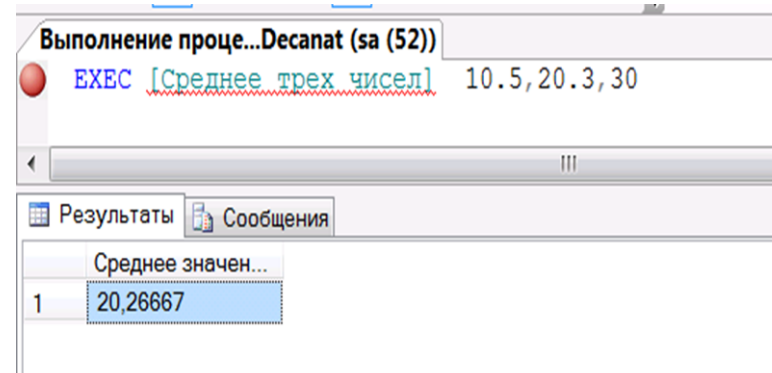 Выполнение проце...Decanat (sa (52))
EXEC [Среднее трех чисел] 10.5,20.3,30
Результаты Сообщения
Среднее значен...
1 20,26667